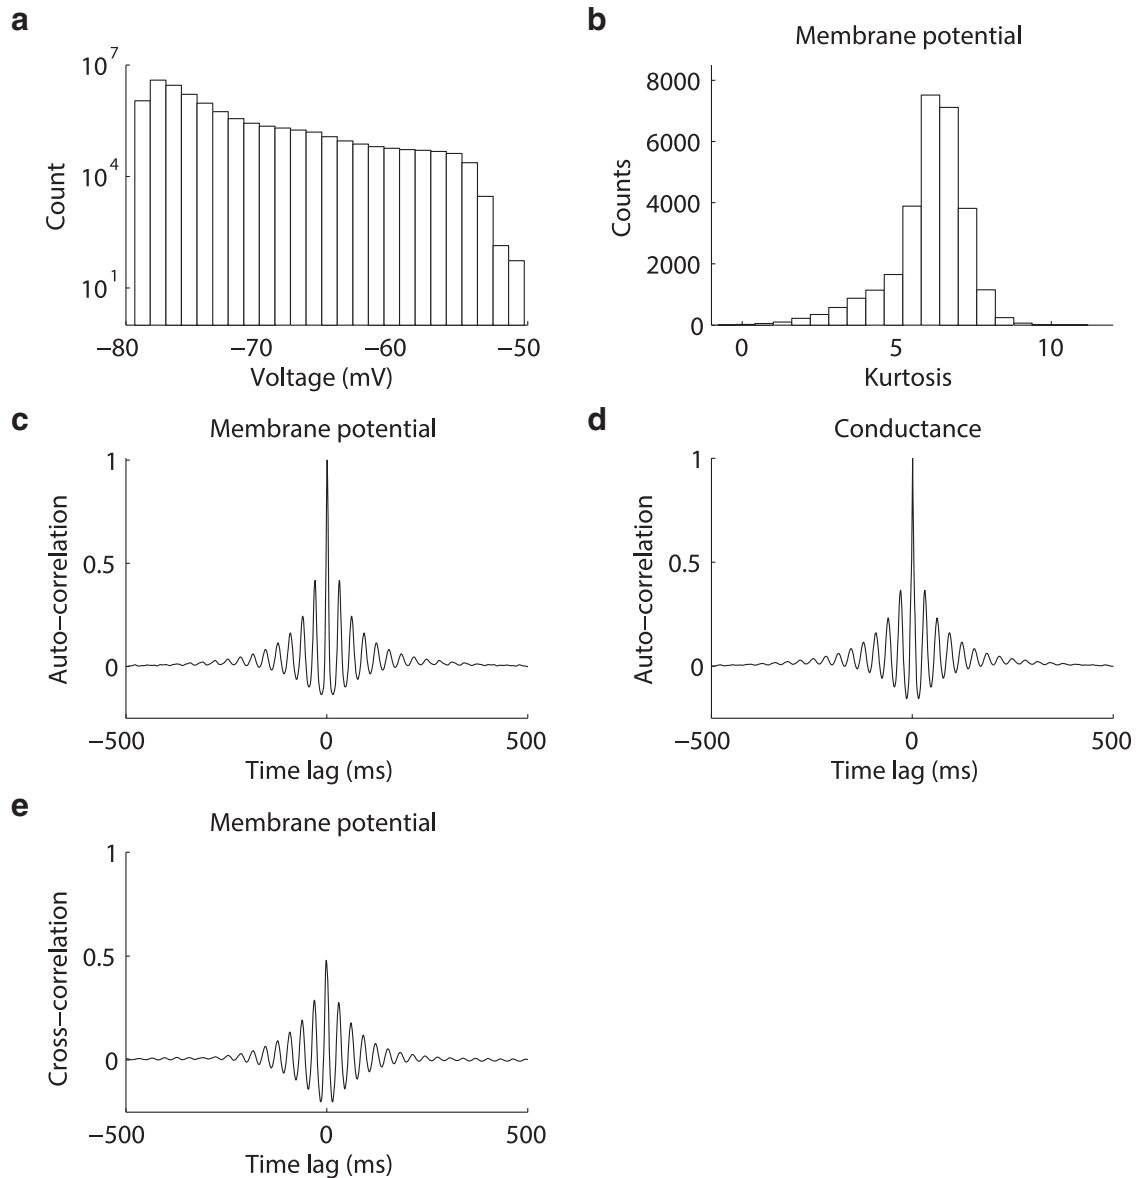 a
10^7
10^4
10^1
Count
−80
−70
−60
−50
Voltage (mV)
b
Membrane potential
8000
6000
4000
2000
0
Counts
0
5
10
Kurtosis
c
Membrane potential
1
0.5
0
Auto−correlation
−500
0
500
Time lag (ms)
d
Conductance
1
0.5
0
Auto−correlation
−500
0
500
Time lag (ms)
e
Membrane potential
1
0.5
0
Cross−correlation
−500
0
500
Time lag (ms)